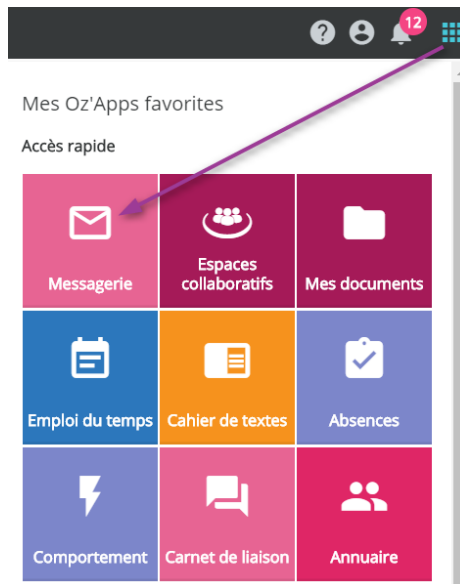 12
Mes Oz'Apps favorites
Accès rapide
Messagerie
Espaces
collaboratifs
Mes documents
Emploi du temps
Cahier de textes
Absences
Comportement
Carnet de liaison
Annuaire